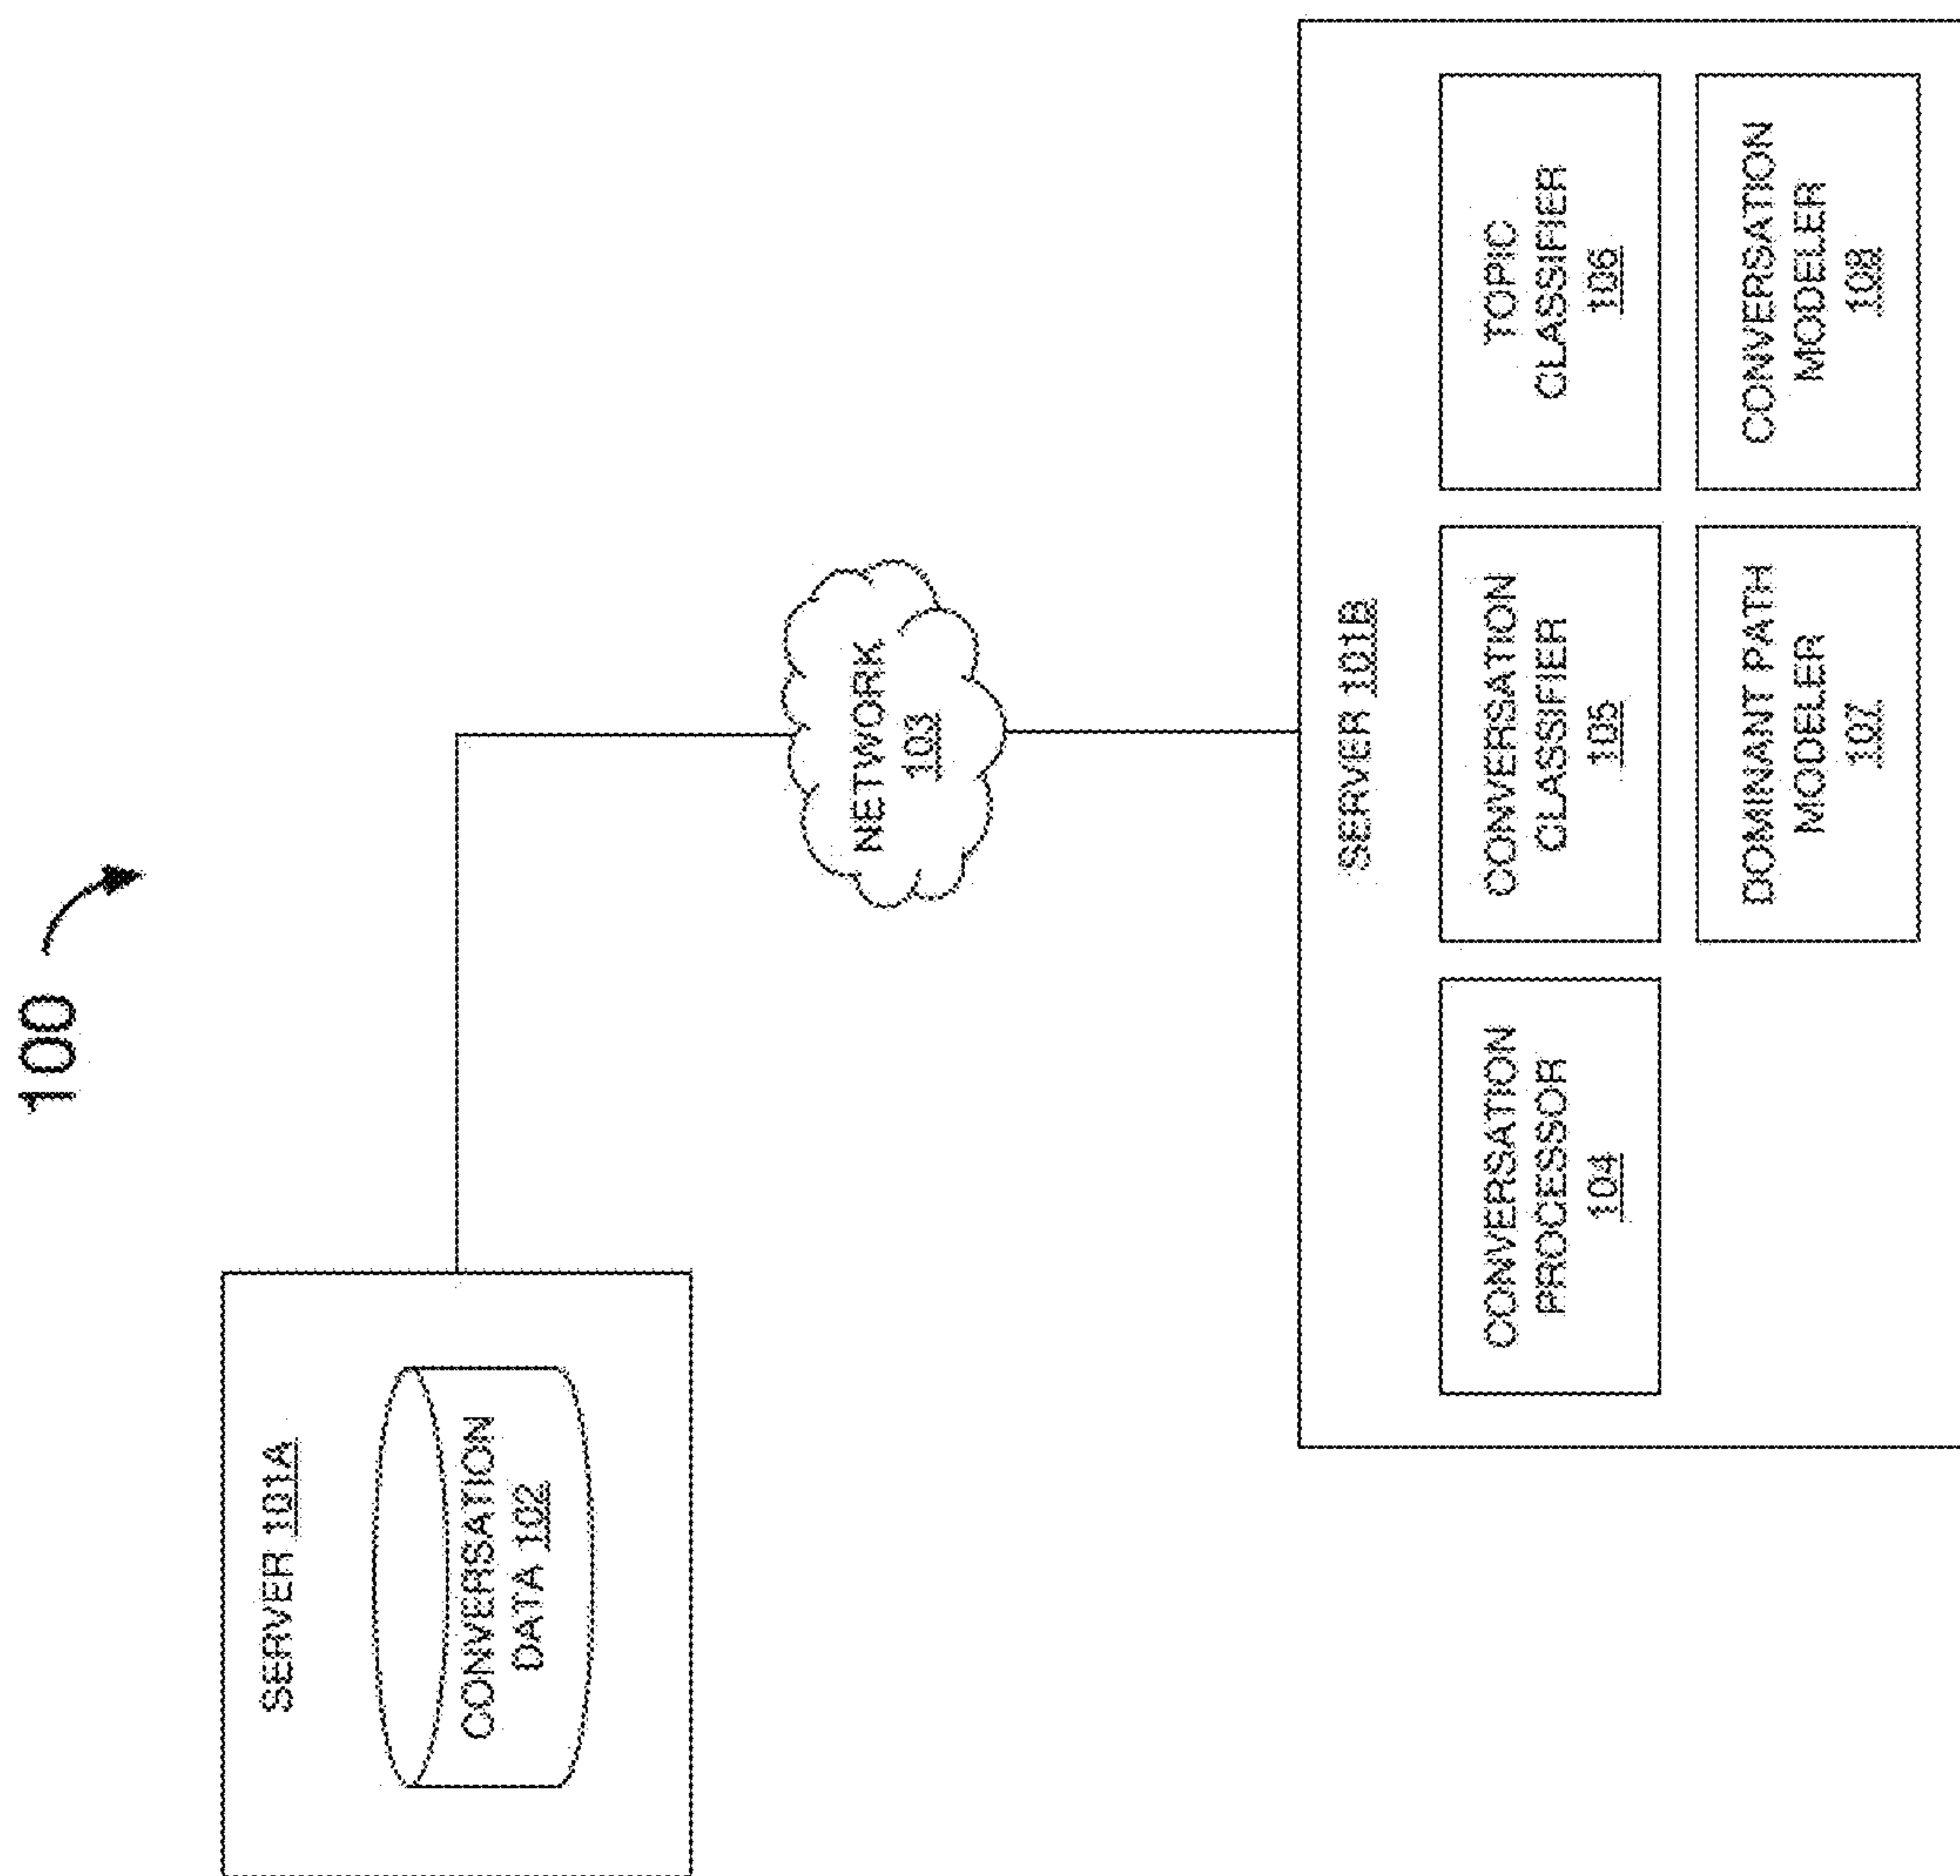 100
SERVER 101A
CONVERSATION
DATA 102
NETWORK
103
SERVER 101B
CONVERSATION
PROCESSOR
104
CONVERSATION
CLASSIFIER
105
TOPIC
CLASSIFIER
106
DOMINANT PATH
MODELER
107
CONVERSATION
MODELER
108